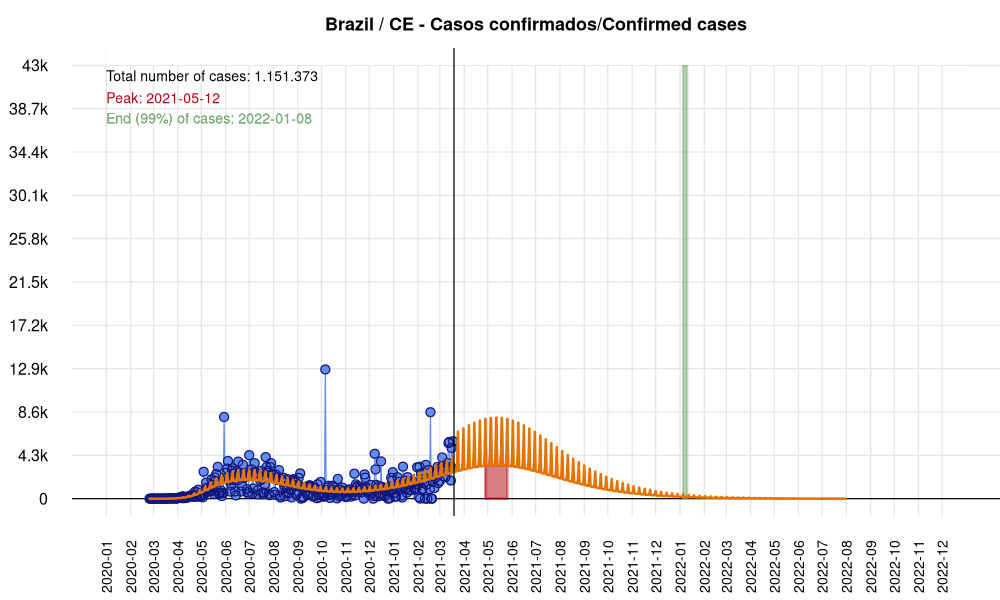 Brazil / CE - Casos confirmados/Confirmed cases
Total number of cases: 1.151.373
Peak: 2021-05-12
End (99%) of cases: 2022-01-08
43k
38.7k
34.4k
30.1k
25.8k
21.5k
17.2k
12.9k
8.6k
4.3k
0
2020-01
2020-02
2020-03
2020-04
2020-05
2020-06
2020-07
2020-08
2020-09
2020-10
2020-11
2020-12
2021-01
2021-02
2021-03
2021-04
2021-05
2021-06
2021-07
2021-08
2021-09
2021-10
2021-11
2021-12
2022-01
2022-02
2022-03
2022-04
2022-05
2022-06
2022-07
2022-08
2022-09
2022-10
2022-11
2022-12